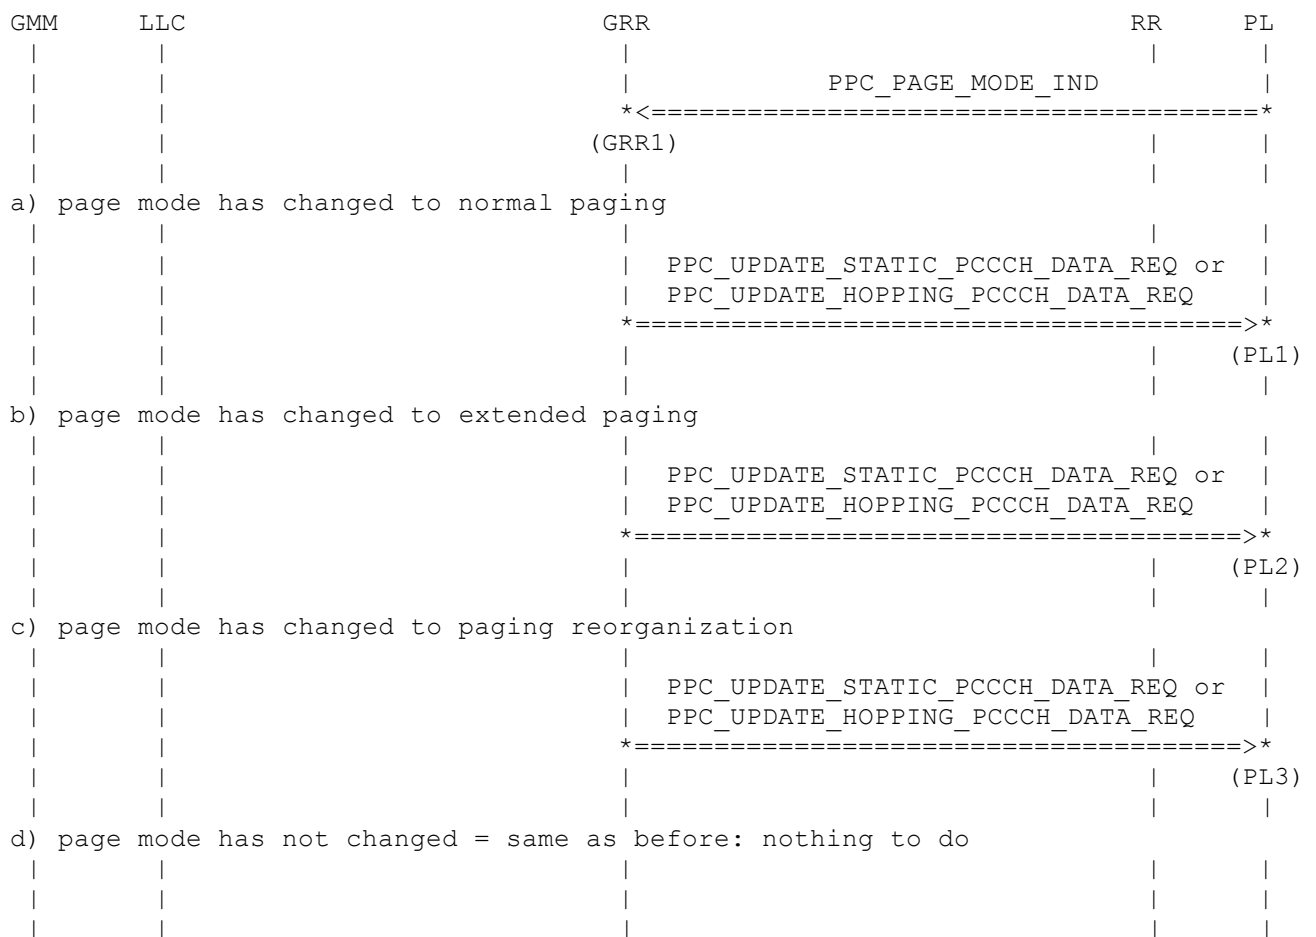 GMM LLC GRR RR PL
| | | | |
| | | PPC_PAGE_MODE_IND |
| | *<======================================*
| | (GRR1) | |
| | | | |
a) page mode has changed to normal paging
| | | | |
| | | PPC_UPDATE_STATIC_PCCCH_DATA_REQ or |
| | | PPC_UPDATE_HOPPING_PCCCH_DATA_REQ |
| | *======================================>*
| | | | (PL1)
| | | | |
b) page mode has changed to extended paging
| | | | |
| | | PPC_UPDATE_STATIC_PCCCH_DATA_REQ or |
| | | PPC_UPDATE_HOPPING_PCCCH_DATA_REQ |
| | *======================================>*
| | | | (PL2)
| | | | |
c) page mode has changed to paging reorganization
| | | | |
| | | PPC_UPDATE_STATIC_PCCCH_DATA_REQ or |
| | | PPC_UPDATE_HOPPING_PCCCH_DATA_REQ |
| | *======================================>*
| | | | (PL3)
| | | | |
d) page mode has not changed = same as before: nothing to do
| | | | |
| | | | |
| | | | |